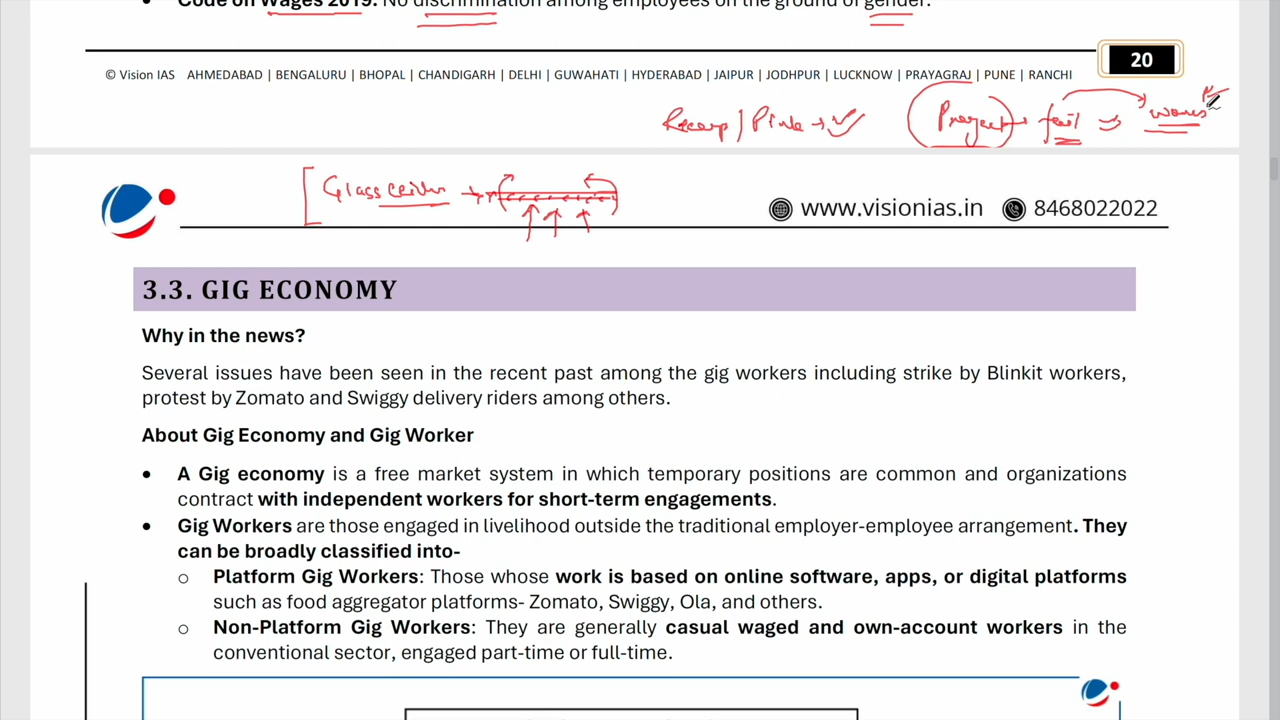 Code on Wages 2019: No discrimination among employees on the ground of gender.
20
© Vision IAS AHMEDABAD | BENGALURU | BHOPAL | CHANDIGARH | DELHI | GUWAHATI | HYDERABAD | JAIPUR | JODHPUR | LUCKNOW | PRAYAGRAJ | PUNE | RANCHI
fail
Glass
www.visionias.in 8468022022
3.3. GIG ECONOMY
Why in the news?
Several issues have been seen in the recent past among the gig workers including strike by Blinkit workers,
protest by Zomato and Swiggy delivery riders among others.
About Gig Economy and Gig Worker
• A Gig economy is a free market system in which temporary positions are common and organizations
contract with independent workers for short-term engagements.
• Gig Workers are those engaged in livelihood outside the traditional employer-employee arrangement. They
can be broadly classified into-
○ Platform Gig Workers: Those whose work is based on online software, apps, or digital platforms
such as food aggregator platforms- Zomato, Swiggy, Ola, and others.
○ Non-Platform Gig Workers: They are generally casual waged and own-account workers in the
conventional sector, engaged part-time or full-time.